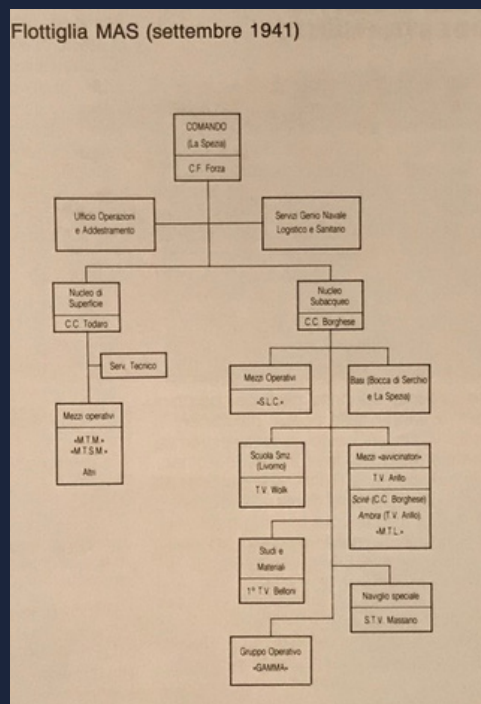 Flottiglia MAS (settembre 1941)
COMANDO
(La Spezia)
C.F. Forza
Ufficio Operazioni
e Addestramento
Servizi Genio Navale
Logistico e Sanitario
Nucleo di
Superficie
C.C. Todaro
Nucleo
Subacqueo
C.C. Borghese
Serv. Tecnico
Mezzi operativi
«M.T.M.»
«M.T.S.M.»
Altri
Mezzi Operativi
«S.L.C.»
Basi (Bocca di Serchio
e La Spezia)
Scuola Smz.
(Livorno)
T.V. Wolk
Mezzi «avvicinatori»
T.V. Arillo
Scirè (C.C. Borghese)
Ambra (T.V. Arillo)
«M.T.L.»
Studi e
Materiali
1° T.V. Belloni
Naviglio speciale
S.T.V. Massano
Gruppo Operativo
«GAMMA»